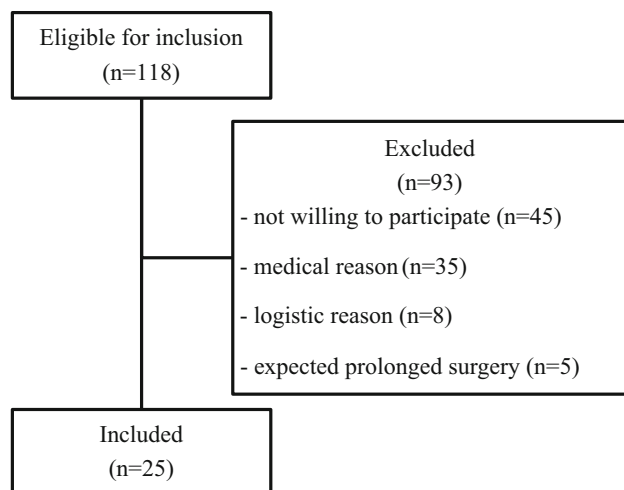 Eligible for inclusion
(n=118)
Excluded
(n=93)
- not willing to participate (n=45)
- medical reason (n=35)
- logistic reason (n=8)
- expected prolonged surgery (n=5)
Included
(n=25)